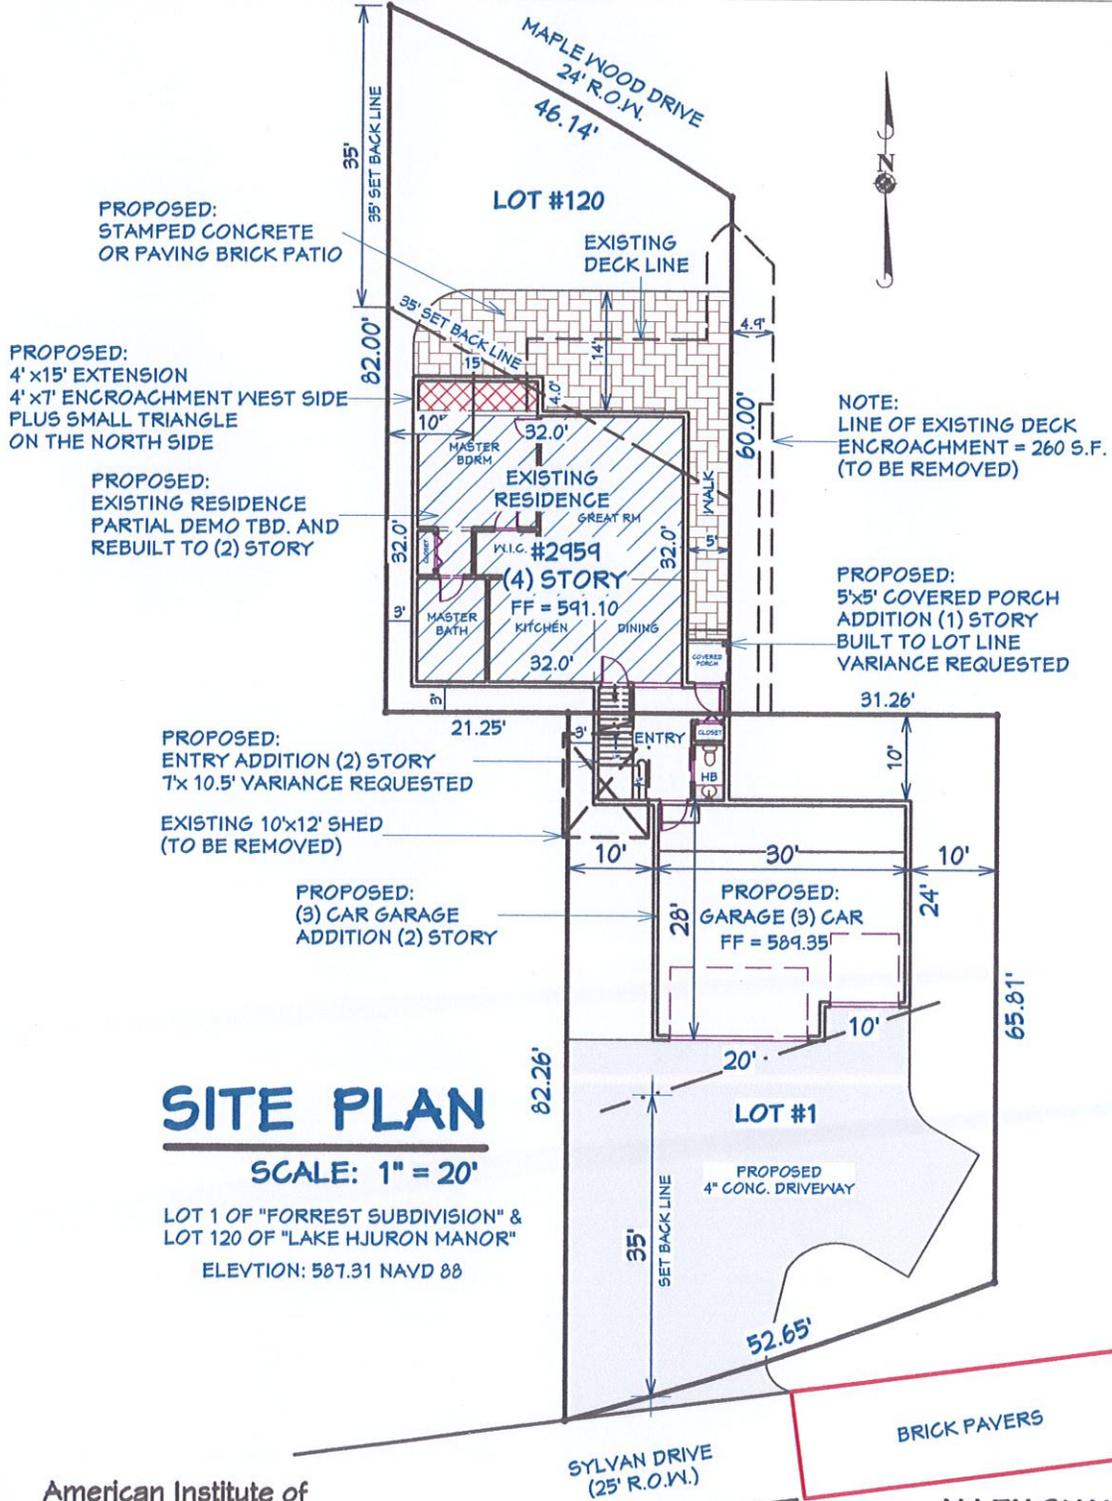 MAPLE WOOD DRIVE
24' R.O.W.
46.14'
35'
35' SET BACK LINE
LOT #120
N
PROPOSED:
STAMPED CONCRETE
OR PAVING BRICK PATIO
EXISTING
DECK LINE
35' SET BACK LINE
4.9'
14'
82.00'
15'
4.0'
PROPOSED:
4' x15' EXTENSION
4' x7' ENCROACHMENT WEST SIDE
PLUS SMALL TRIANGLE
ON THE NORTH SIDE
60.00'
NOTE:
LINE OF EXISTING DECK
ENCROACHMENT = 260 S.F.
(TO BE REMOVED)
10'
32.0'
MASTER
BDRM
EXISTING
RESIDENCE
GREAT RM
WALK
PROPOSED:
EXISTING RESIDENCE
PARTIAL DEMO TBD. AND
REBUILT TO (2) STORY
32.0'
CLOSET
W.I.C.
#2959
(4) STORY
FF = 591.10
32.0'
5'
3'
MASTER
BATH
KITCHEN
DINING
32.0'
COVERED
PORCH
PROPOSED:
5'x5' COVERED PORCH
ADDITION (1) STORY
BUILT TO LOT LINE
VARIANCE REQUESTED
3'
21.25'
31.26'
PROPOSED:
ENTRY ADDITION (2) STORY
7'x 10.5' VARIANCE REQUESTED
3'
ENTRY
CLOSET
HB
10'
EXISTING 10'x12' SHED
(TO BE REMOVED)
10'
30'
10'
PROPOSED:
(3) CAR GARAGE
ADDITION (2) STORY
28'
PROPOSED:
GARAGE (3) CAR
FF = 589.35
24'
10'
20'
65.81'
82.26'
LOT #1
SITE PLAN
SCALE: 1" = 20'
LOT 1 OF "FORREST SUBDIVISION" &
LOT 120 OF "LAKE HJURON MANOR"
ELEVTION: 587.31 NAVD 88
PROPOSED
4" CONC. DRIVEWAY
35'
SET BACK LINE
52.65'
BRICK PAVERS
SYLVAN DRIVE
(25' R.O.W.)
American Institute of